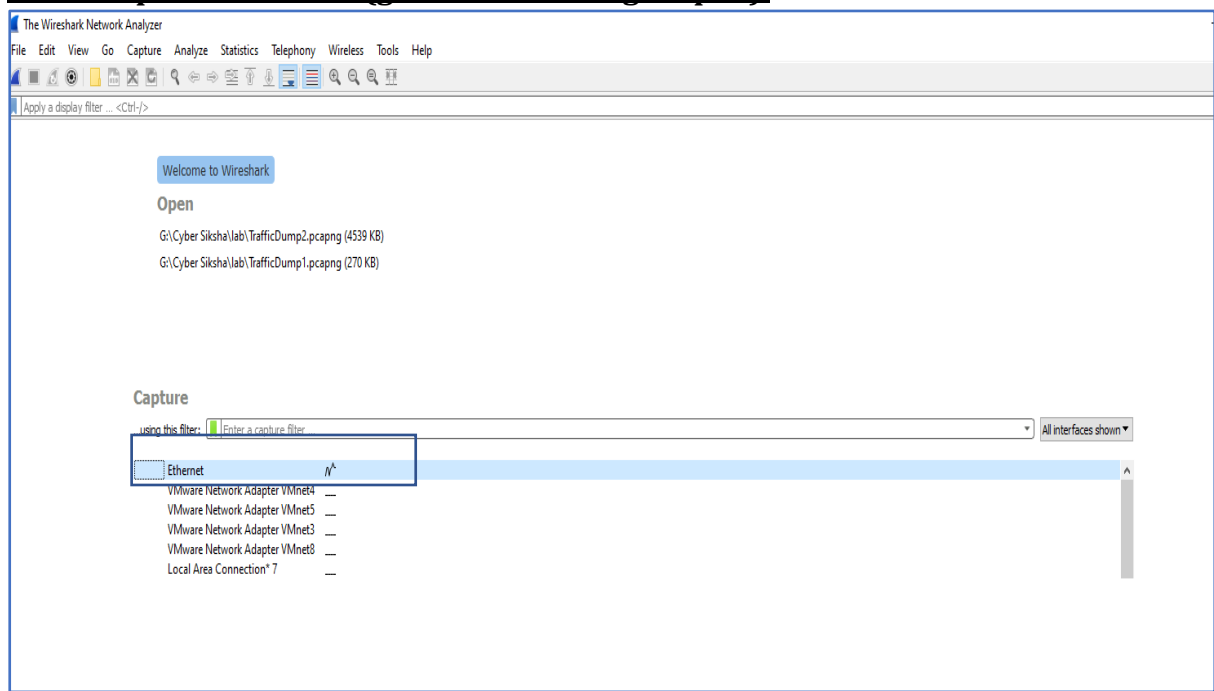 The Wireshark Network Analyzer
File Edit View Go Capture Analyze Statistics Telephony Wireless Tools Help
Apply a display filter ... <Ctrl-/>
Welcome to Wireshark
Open
G:\Cyber Siksha\lab\TrafficDump2.pcapng (4539 KB)
G:\Cyber Siksha\lab\TrafficDump1.pcapng (270 KB)
Capture
...using this filter: Enter a capture filter ... All interfaces shown
Ethernet
VMware Network Adapter VMnet4
VMware Network Adapter VMnet5
VMware Network Adapter VMnet3
VMware Network Adapter VMnet8
Local Area Connection* 7